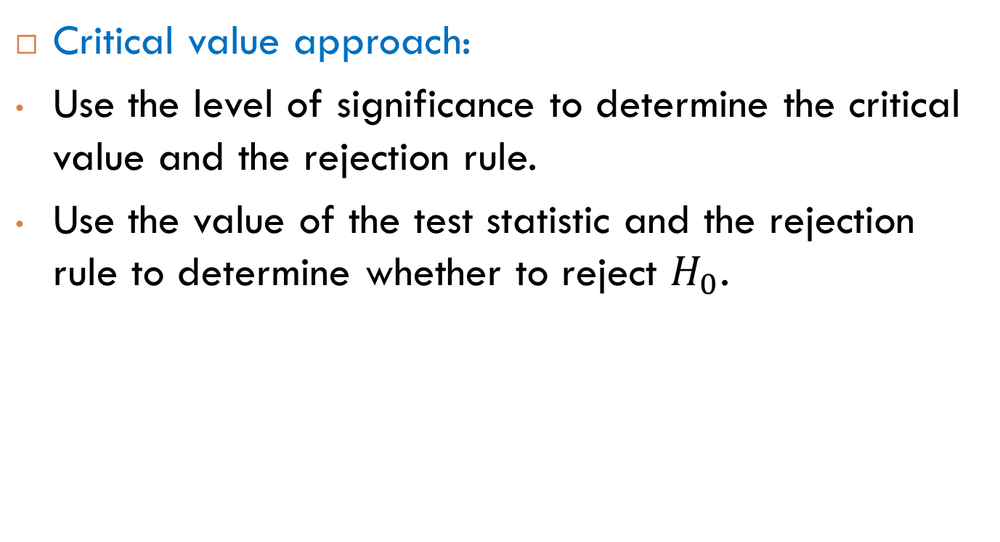 Critical value approach:
• Use the level of significance to determine the critical
value and the rejection rule.
• Use the value of the test statistic and the rejection
rule to determine whether to reject H₀.